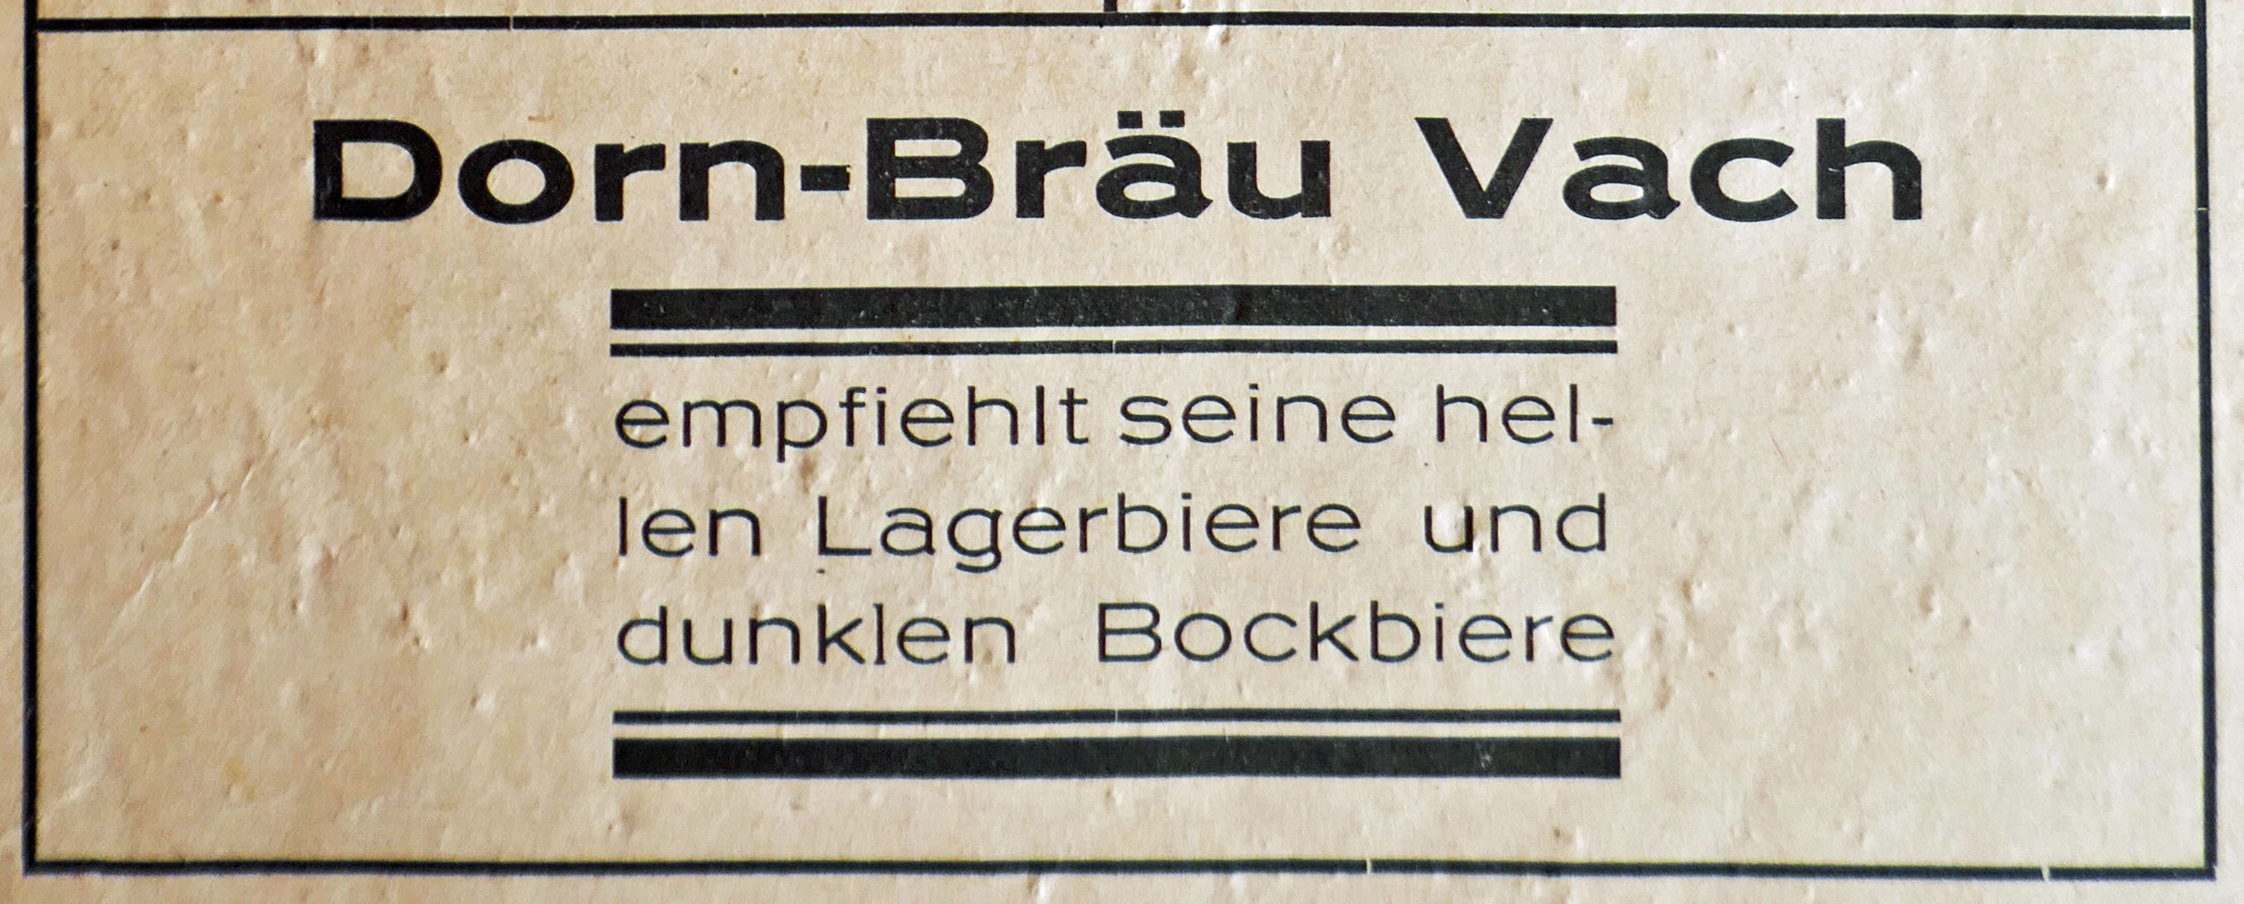 Dorn-Bräu Vach
empfiehlt seine hel-
len Lagerbiere und
dunklen Bockbiere